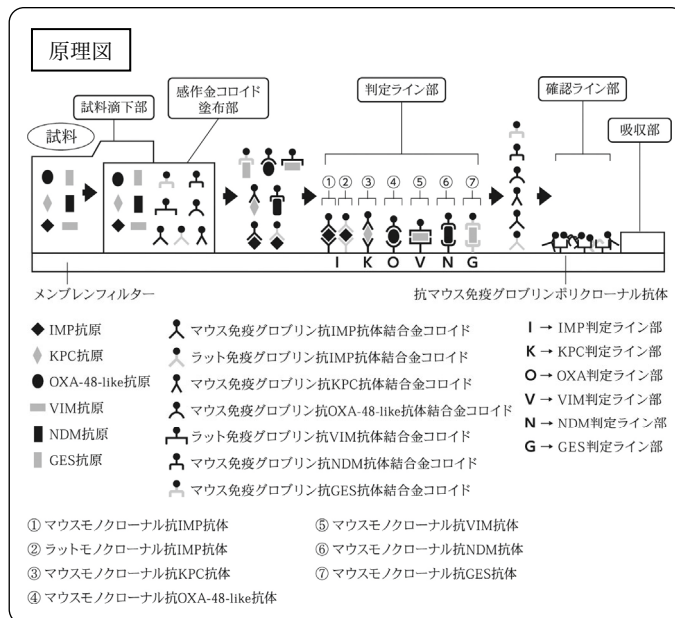 原理図
試料滴下部
感作金コロイド
塗布部
判定ライン部
確認ライン部
吸収部
試料
① ② ③ ④ ⑤ ⑥ ⑦
I K O V N G
メンブレンフィルター
抗マウス免疫グロブリンポリクローナル抗体
IMP抗原
KPC抗原
OXA-48-like抗原
VIM抗原
NDM抗原
GES抗原
マウス免疫グロブリン抗IMP抗体結合金コロイド
ラット免疫グロブリン抗IMP抗体結合金コロイド
マウス免疫グロブリン抗KPC抗体結合金コロイド
マウス免疫グロブリン抗OXA-48-like抗体結合金コロイド
ラット免疫グロブリン抗VIM抗体結合金コロイド
マウス免疫グロブリン抗NDM抗体結合金コロイド
マウス免疫グロブリン抗GES抗体結合金コロイド
I → IMP判定ライン部
K → KPC判定ライン部
O → OXA判定ライン部
V → VIM判定ライン部
N → NDM判定ライン部
G → GES判定ライン部
① マウスモノクローナル抗IMP抗体
② ラットモノクローナル抗IMP抗体
③ マウスモノクローナル抗KPC抗体
④ マウスモノクローナル抗OXA-48-like抗体
⑤ マウスモノクローナル抗VIM抗体
⑥ マウスモノクローナル抗NDM抗体
⑦ マウスモノクローナル抗GES抗体